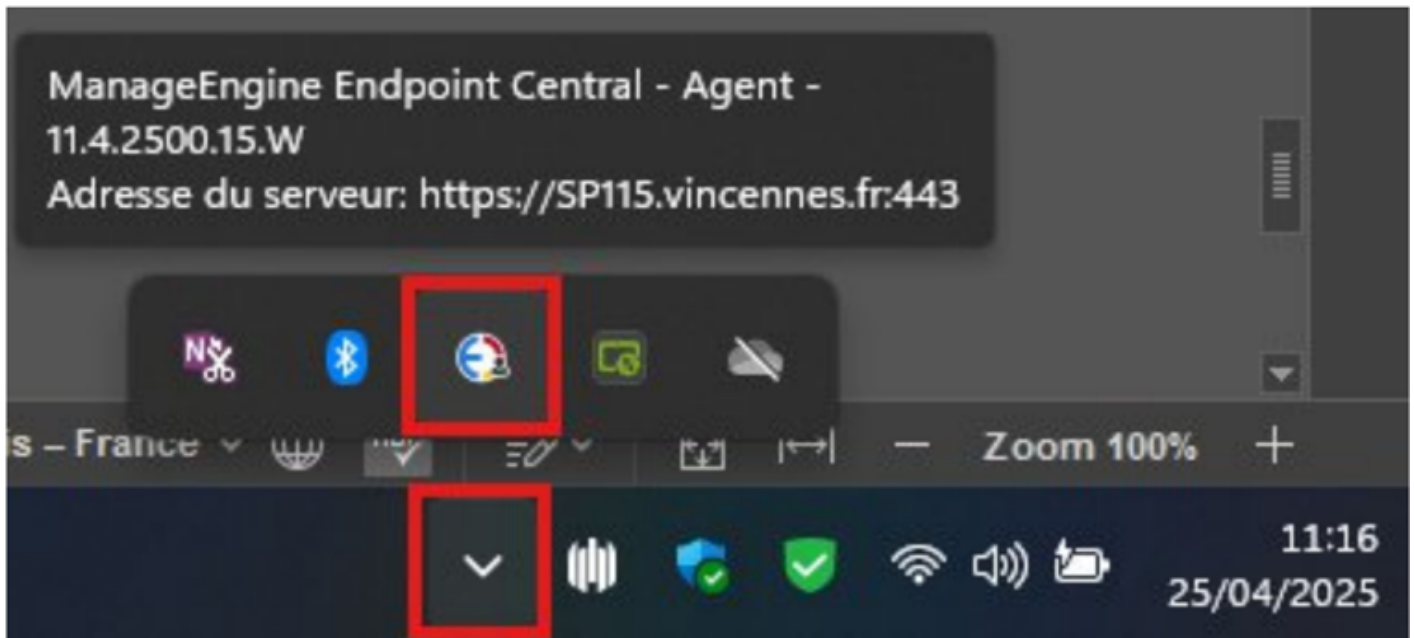 ManageEngine Endpoint Central - Agent -
11.4.2500.15.W
Adresse du serveur: https://SP115.vincennes.fr:443
N
is – France
Zoom 100%
11:16
25/04/2025